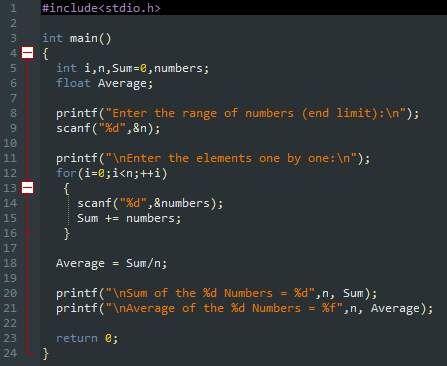 1 #include<stdio.h>
2
3 int main()
4 {
5 int i,n,Sum=0,numbers;
6 float Average;
7
8 printf("Enter the range of numbers (end limit):\n");
9 scanf("%d",&n);
10
11 printf("\nEnter the elements one by one:\n");
12 for(i=0;i<n;++i)
13 {
14 scanf("%d",&numbers);
15 Sum += numbers;
16 }
17
18 Average = Sum/n;
19
20 printf("\nSum of the %d Numbers = %d",n, Sum);
21 printf("\nAverage of the %d Numbers = %f",n, Average);
22
23 return 0;
24 }